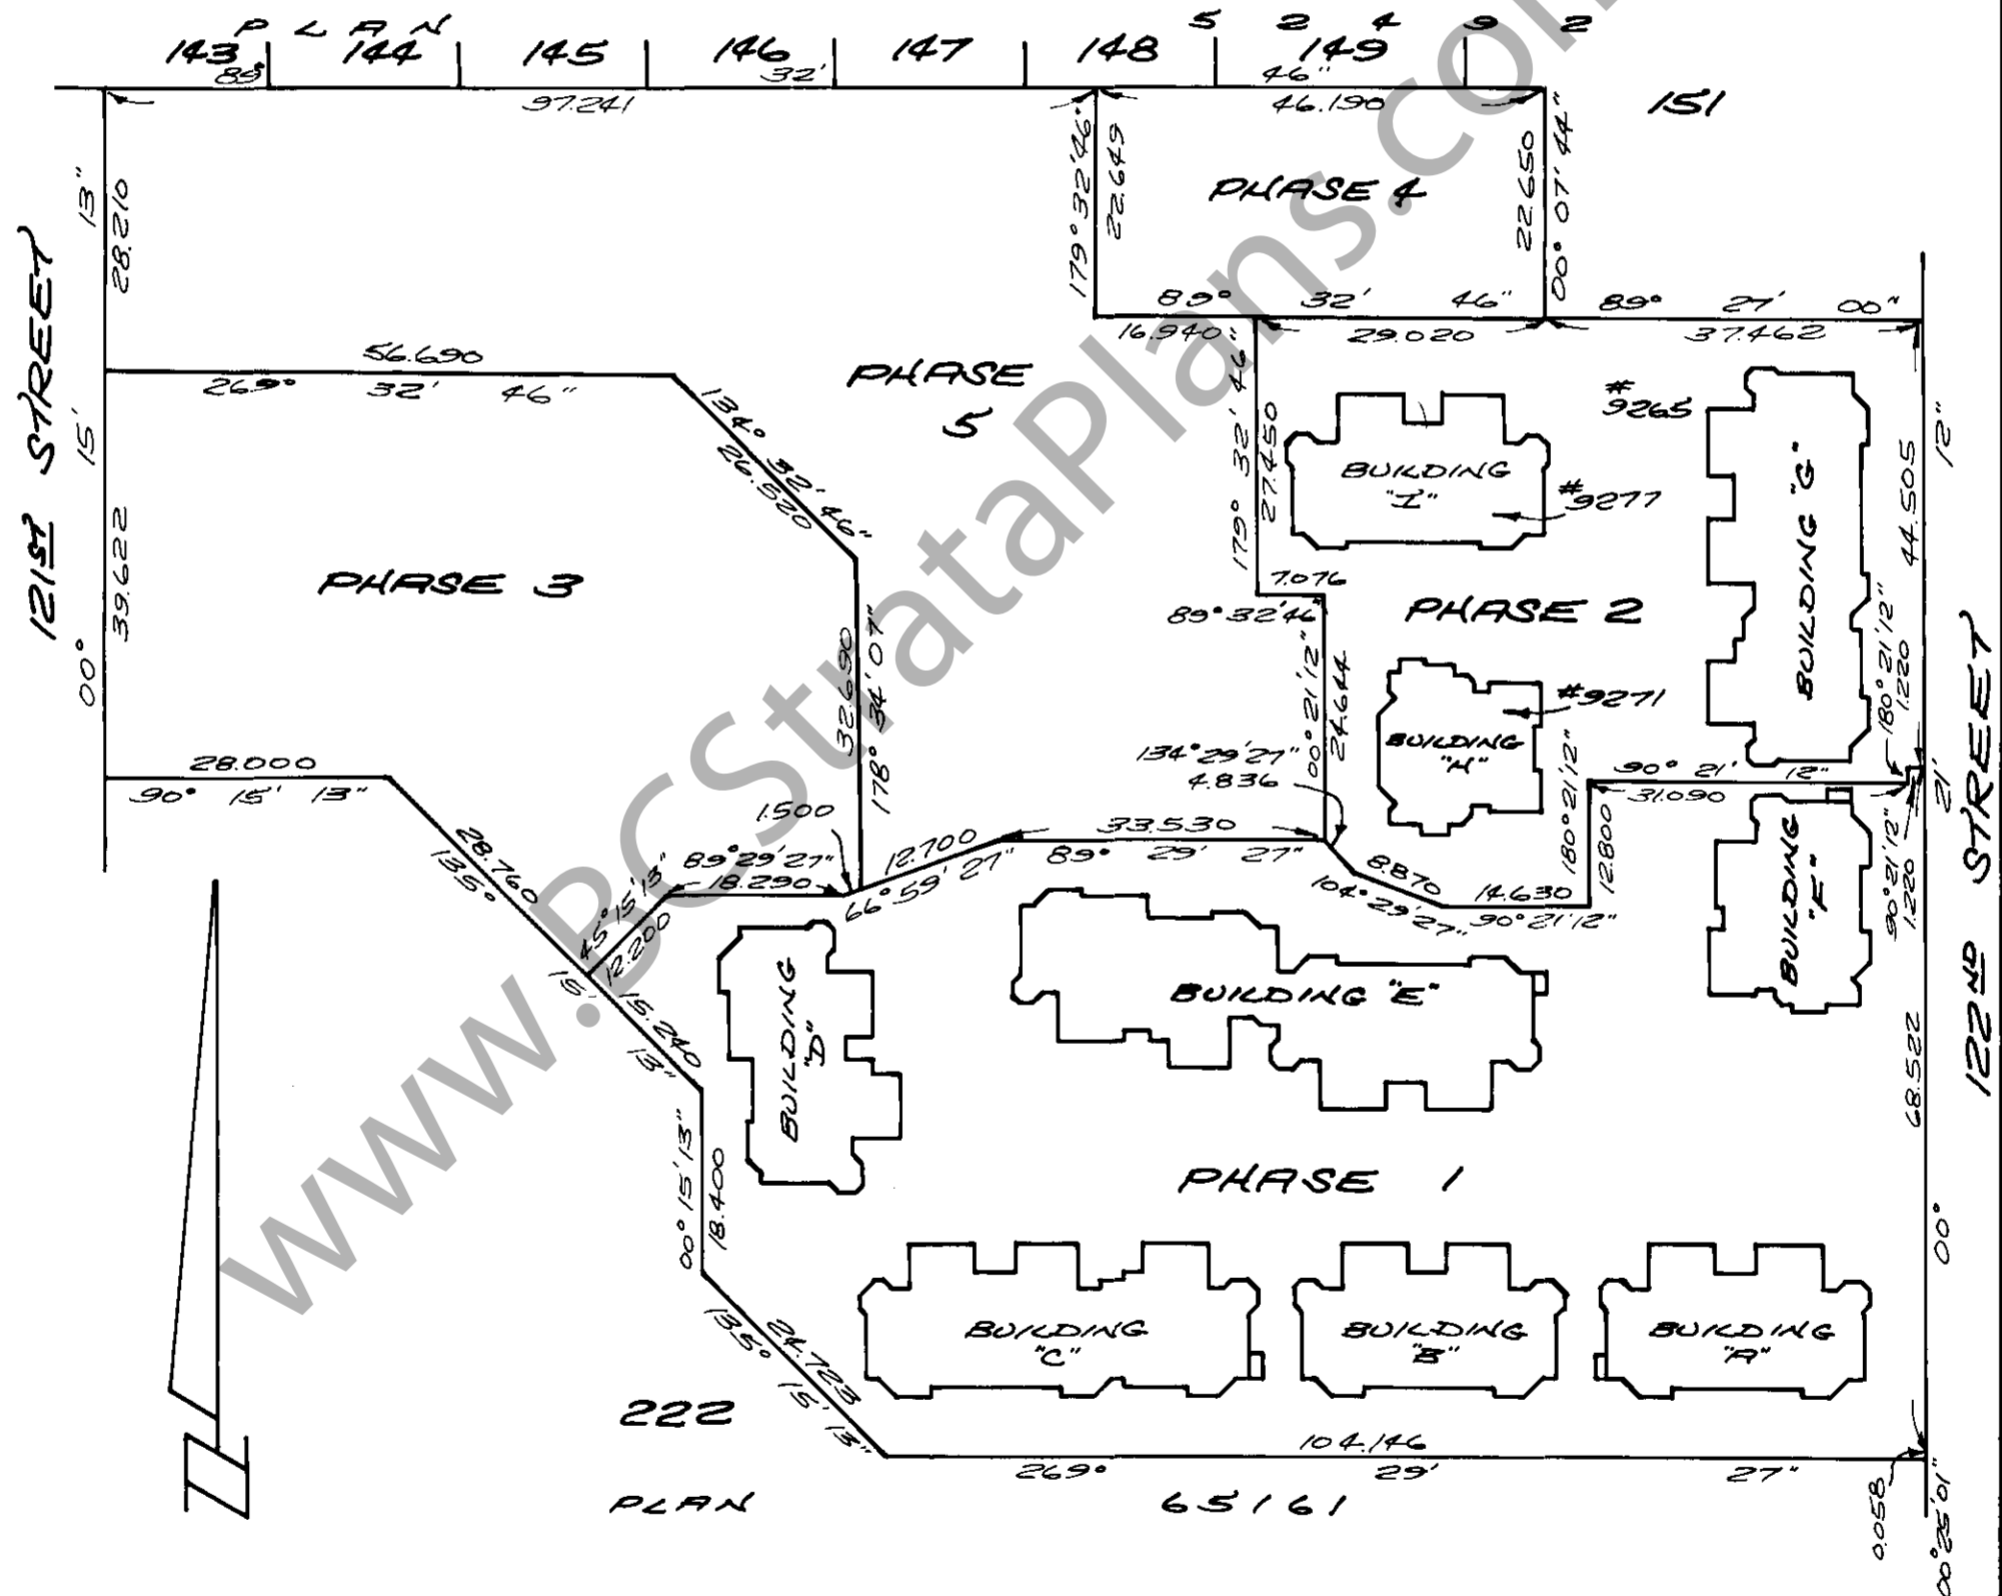 PLAN 52492
143 144 145 146 147 148 149
89° 32' 46"
97.241 46.190
151
13"
28.210
179° 32' 46"
22.649
PHASE 4
22.650
00° 07' 44"
121ST STREET
89° 32' 46" 89° 27' 00"
16.940 29.020 37.462
56.690
269° 32' 46"
PHASE
5
134° 32' 46"
26.520
179° 32' 46"
27.450
BUILDING
"I"
#
9277
#
9265
BUILDING "G"
12"
44.505
15'
39.622
00°
PHASE 3
7.076
89° 32' 46"
PHASE 2
32.690
178° 34' 07"
00° 21' 12"
24.644
#9271
BUILDING
"H"
180° 21' 12"
1.220
28.000
90° 15' 13"
134° 29' 27"
4.836
180° 21' 12"
12.800
90° 21' 12"
31.090
21'
122ND STREET
1.500
12.700
66° 59' 27"
33.530
89° 29' 27"
89° 29' 27"
18.290
28.760
135° 15' 13"
45° 15' 13"
12.200
15.240
8.870
104° 29' 27"
14.630
90° 21' 12"
90° 21' 12"
1.220
BUILDING
"F"
BUILDING
"D"
BUILDING "E"
68.522
00° 15' 13"
18.400
PHASE 1
00°
24.723
135° 15' 13"
BUILDING
"C"
BUILDING
"B"
BUILDING
"A"
222
104.146
269° 29' 27"
PLAN 65161
0.058
00° 25' 01"
www.BCStrataPlans.com